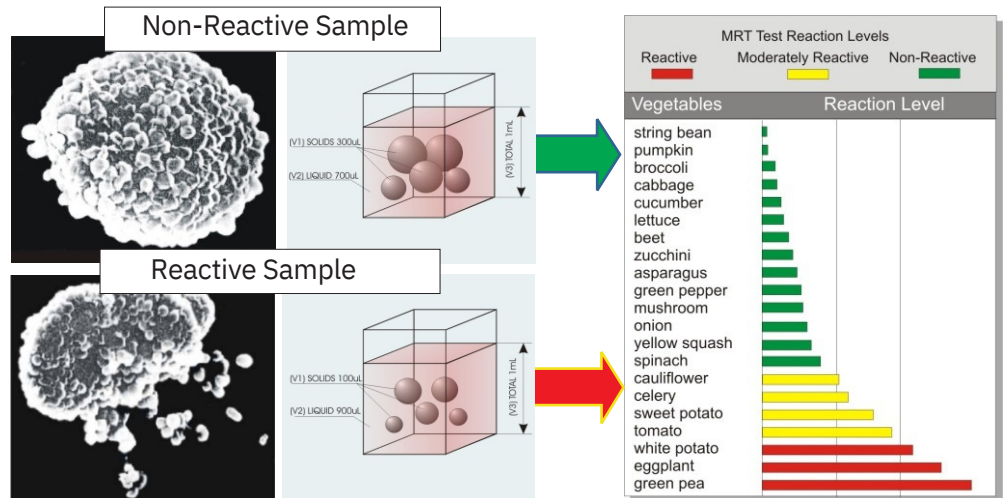 Non-Reactive Sample
(V1) SOLIDS 300uL
(V2) LIQUID 700uL
(V3) TOTAL 1mL
Reactive Sample
(V1) SOLIDS 100uL
(V2) LIQUID 900uL
(V3) TOTAL 1mL
MRT Test Reaction Levels
Reactive Moderately Reactive Non-Reactive
Vegetables Reaction Level
string bean
pumpkin
broccoli
cabbage
cucumber
lettuce
beet
zucchini
asparagus
green pepper
mushroom
onion
yellow squash
spinach
cauliflower
celery
sweet potato
tomato
white potato
eggplant
green pea